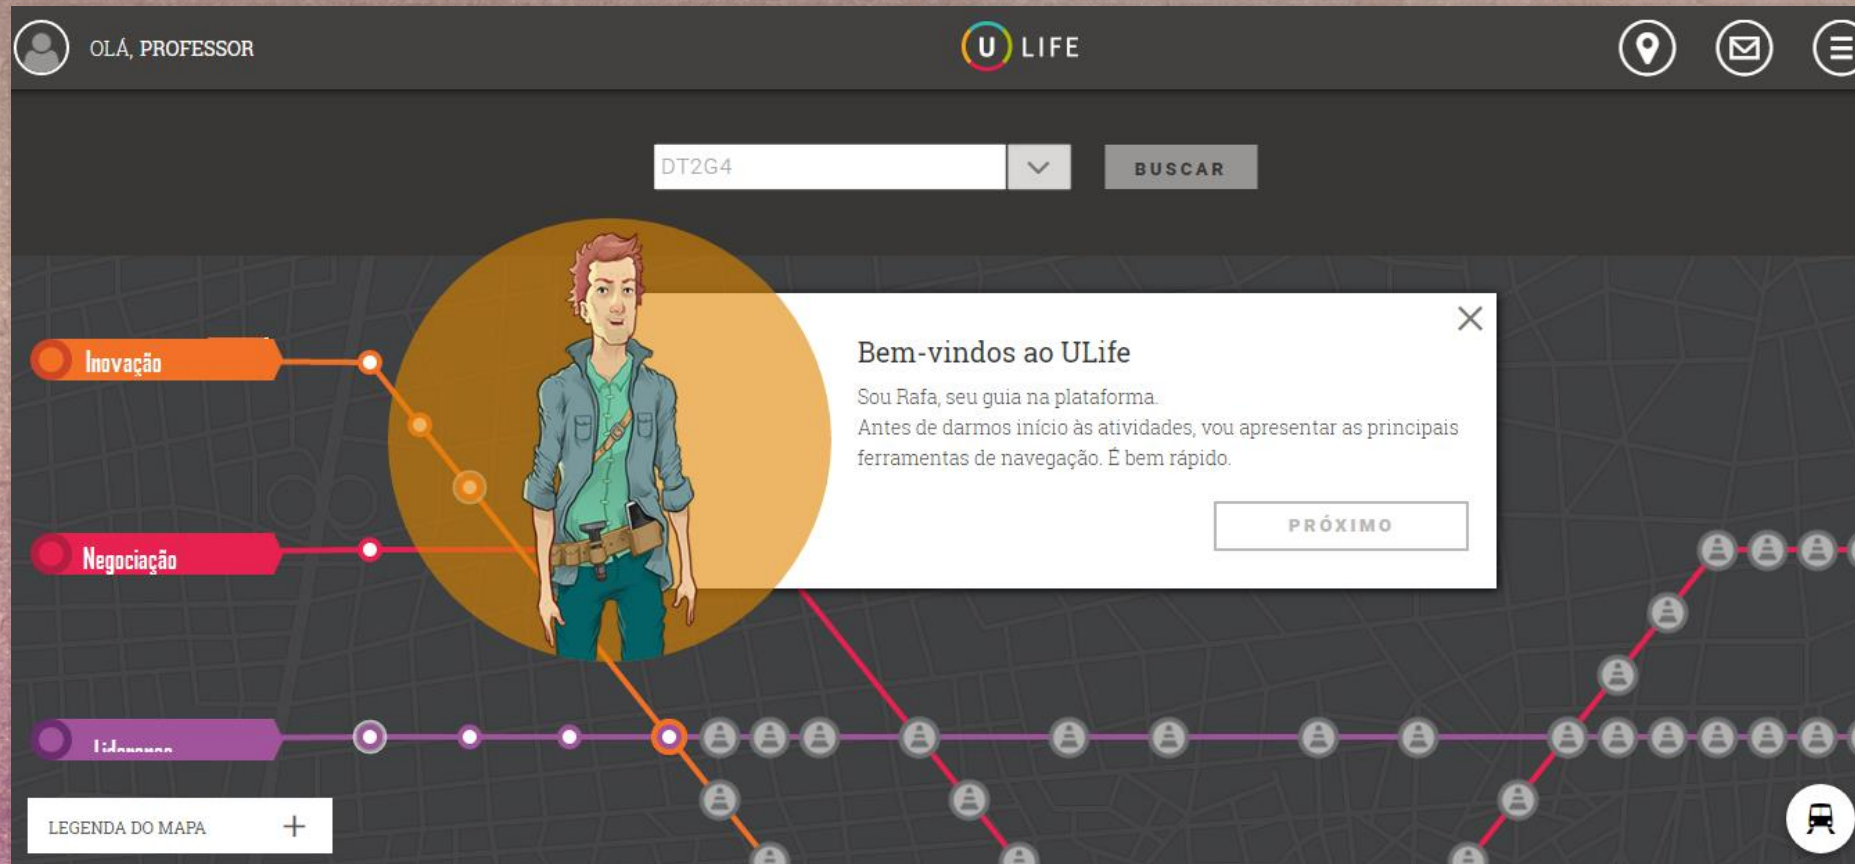 OLÁ, PROFESSOR
U LIFE
DT2G4
BUSCAR
Inovação
Bem-vindos ao ULife
Sou Rafa, seu guia na plataforma.
Antes de darmos início às atividades, vou apresentar as principais
ferramentas de navegação. É bem rápido.
PRÓXIMO
Negociação
LEGENDA DO MAPA +